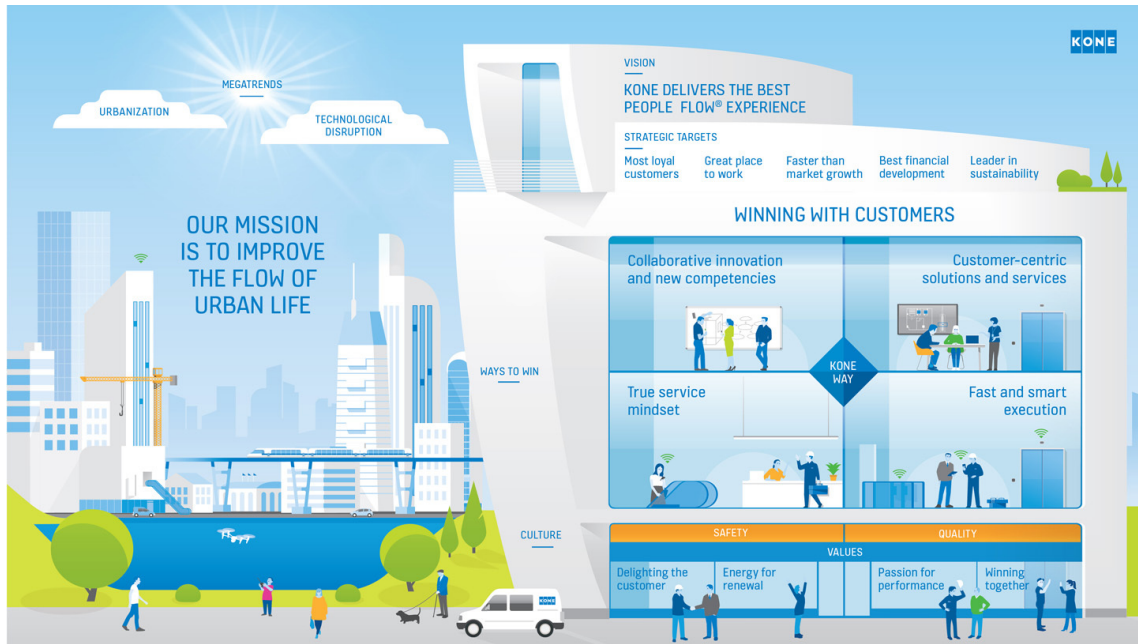 KONE
MEGATRENDS
URBANIZATION
TECHNOLOGICAL
DISRUPTION
OUR MISSION
IS TO IMPROVE
THE FLOW OF
URBAN LIFE
VISION
KONE DELIVERS THE BEST
PEOPLE FLOW® EXPERIENCE
STRATEGIC TARGETS
Most loyal
customers
Great place
to work
Faster than
market growth
Best financial
development
Leader in
sustainability
WINNING WITH CUSTOMERS
WAYS TO WIN
Collaborative innovation
and new competencies
Customer-centric
solutions and services
KONE
WAY
True service
mindset
Fast and smart
execution
CULTURE
SAFETY
QUALITY
VALUES
Delighting the
customer
Energy for
renewal
Passion for
performance
Winning
together
KONE